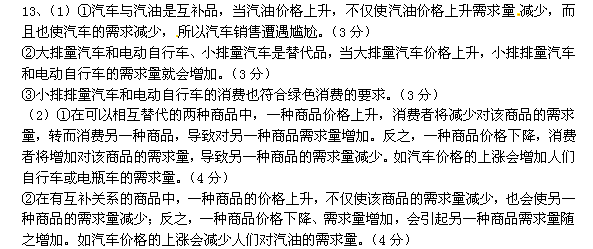 13、（1）①汽车与汽油是互补品，当汽油价格上升，不仅使汽油价格上升需求量减少，而
且也使汽车的需求减少，所以汽车销售遭遇尴尬。（3 分）
②大排量汽车和电动自行车、小排量汽车是替代品，当大排量汽车价格上升，小排排量汽车
和电动自行车的需求量就会增加。（3 分）
③小排排量汽车和电动自行车的消费也符合绿色消费的要求。（3 分）
（2）①在可以相互替代的两种商品中，一种商品价格上升，消费者将减少对该商品的需求
量，转而消费另一种商品，导致对另一种商品需求量增加。反之，一种商品价格下降，消费
者将增加对该商品的需求量，导致另一种商品的需求量减少。如汽车价格的上涨会增加人们
自行车或电瓶车的需求量。（4 分）
②在有互补关系的商品中，一种商品的价格上升，不仅使该商品的需求量减少，也会使另一
种商品的需求量减少；反之，一种商品价格下降、需求量增加，会引起另一种商品需求量随
之增加。如汽车价格的上涨会减少人们对汽油的需求量。（4 分）